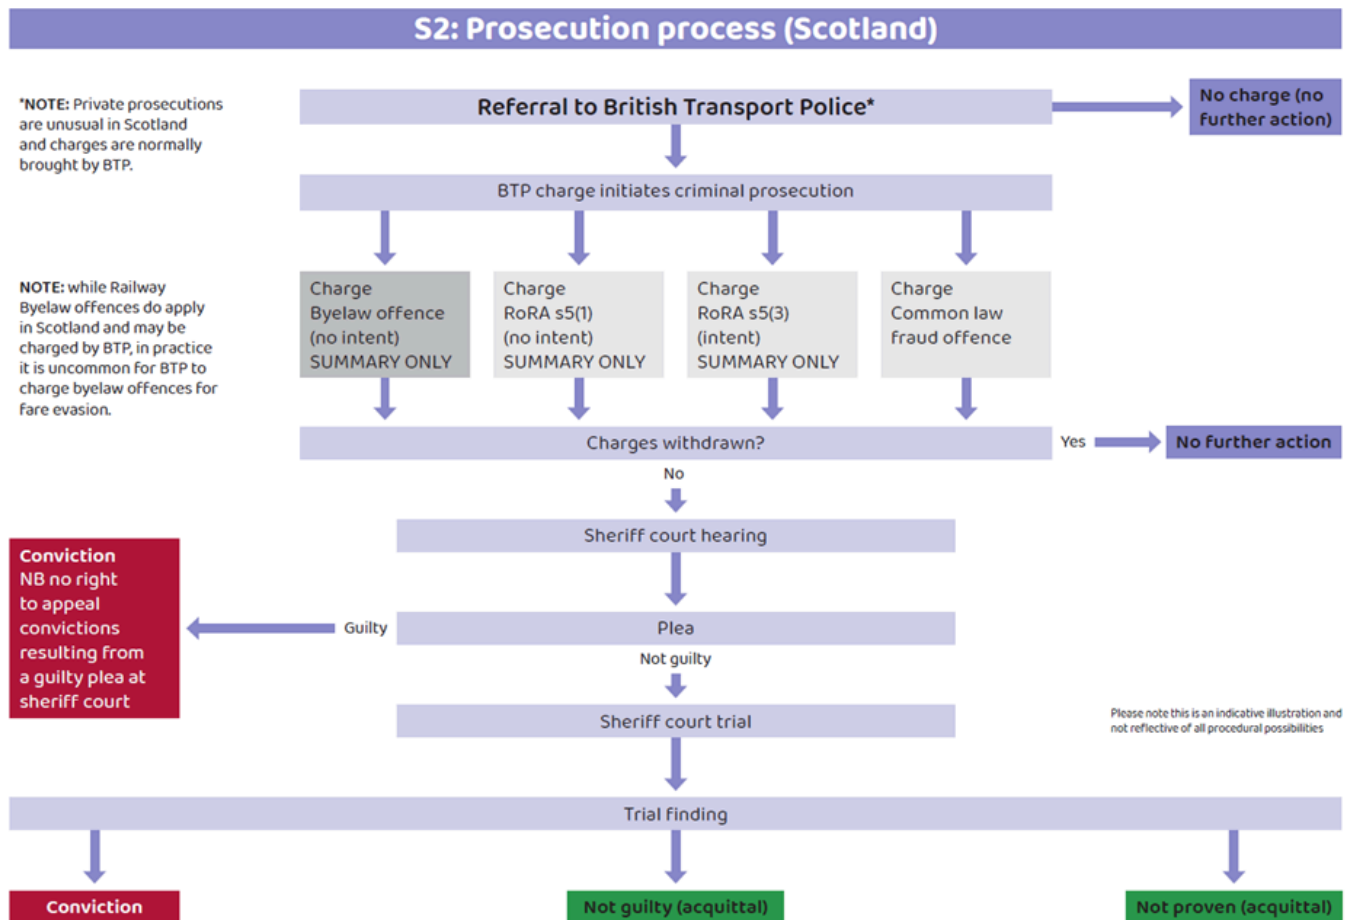 S2: Prosecution process (Scotland)
*NOTE: Private prosecutions
are unusual in Scotland
and charges are normally
brought by BTP.
Referral to British Transport Police*
No charge (no
further action)
BTP charge initiates criminal prosecution
NOTE: while Railway
Byelaw offences do apply
in Scotland and may be
charged by BTP, in practice
it is uncommon for BTP to
charge byelaw offences for
fare evasion.
Charge
Byelaw offence
(no intent)
SUMMARY ONLY
Charge
RoRA s5(1)
(no intent)
SUMMARY ONLY
Charge
RoRA s5(3)
(intent)
SUMMARY ONLY
Charge
Common law
fraud offence
Charges withdrawn?
Yes
No further action
No
Sheriff court hearing
Conviction
NB no right
to appeal
convictions
resulting from
a guilty plea at
sheriff court
Guilty
Plea
Not guilty
Sheriff court trial
Please note this is an indicative illustration and
not reflective of all procedural possibilities
Trial finding
Conviction
Not guilty (acquittal)
Not proven (acquittal)